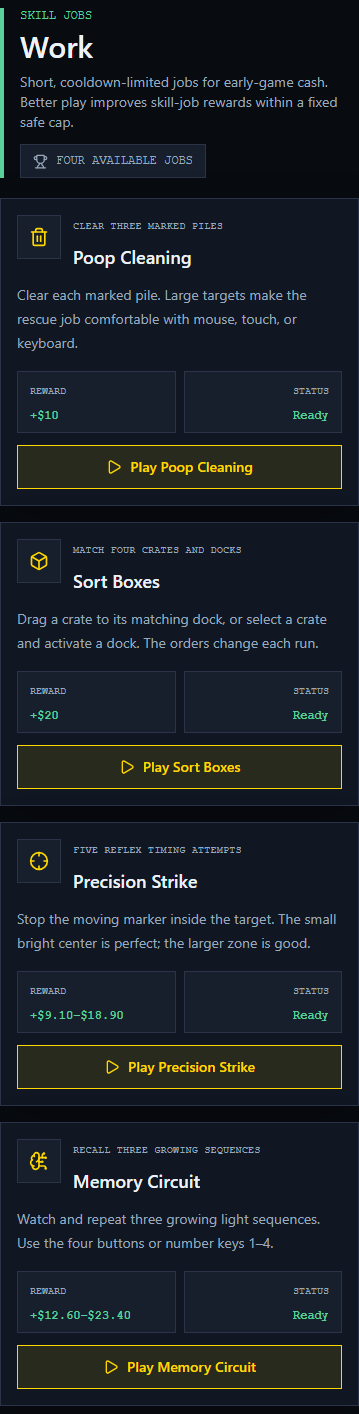 SKILL JOBS
Work
Short, cooldown-limited jobs for early-game cash.
Better play improves skill-job rewards within a fixed
safe cap.
FOUR AVAILABLE JOBS
CLEAR THREE MARKED PILES
Poop Cleaning
Clear each marked pile. Large targets make the
rescue job comfortable with mouse, touch, or
keyboard.
REWARD
STATUS
+$10
Ready
Play Poop Cleaning
MATCH FOUR CRATES AND DOCKS
Sort Boxes
Drag a crate to its matching dock, or select a crate
and activate a dock. The orders change each run.
REWARD
STATUS
+$20
Ready
Play Sort Boxes
FIVE REFLEX TIMING ATTEMPTS
Precision Strike
Stop the moving marker inside the target. The small
bright center is perfect; the larger zone is good.
REWARD
STATUS
+$9.10–$18.90
Ready
Play Precision Strike
RECALL THREE GROWING SEQUENCES
Memory Circuit
Watch and repeat three growing light sequences.
Use the four buttons or number keys 1–4.
REWARD
STATUS
+$12.60–$23.40
Ready
Play Memory Circuit